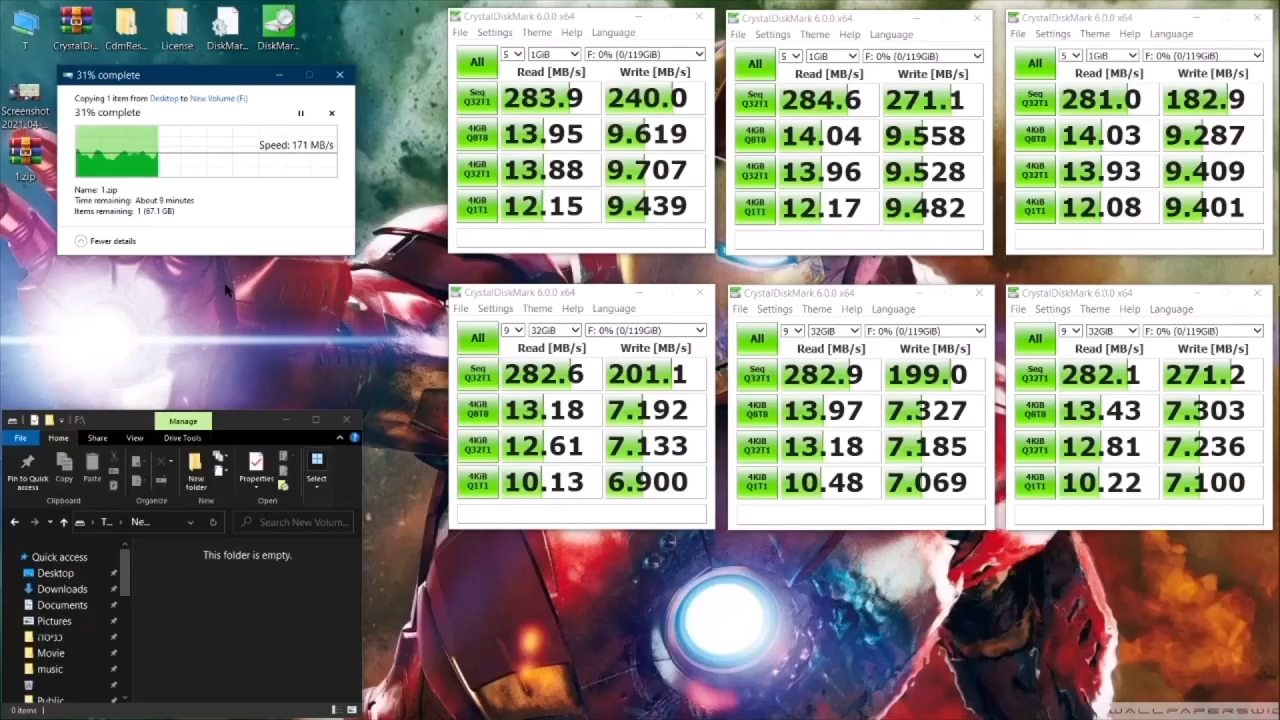 CrystalDi...
CdmRes...
License
DiskMar...
DiskMar...
Screenshot
2021.04...
1.zip
31% complete
Copying 1 item from Desktop to New Volume (F:)
31% complete
Speed: 171 MB/s
Name: 1.zip
Time remaining: About 9 minutes
Items remaining: 1 (67.1 GB)
Fewer details
CrystalDiskMark 6.0.0 x64
File Settings Theme Help Language
All 5 1GiB F: 0% (0/119GiB)
Read [MB/s] Write [MB/s]
Seq Q32T1 283.9 240.0
4KiB Q8T8 13.95 9.619
4KiB Q32T1 13.88 9.707
4KiB Q1T1 12.15 9.439
CrystalDiskMark 6.0.0 x64
File Settings Theme Help Language
All 5 1GiB F: 0% (0/119GiB)
Read [MB/s] Write [MB/s]
Seq Q32T1 284.6 271.1
4KiB Q8T8 14.04 9.558
4KiB Q32T1 13.96 9.528
4KiB Q1T1 12.17 9.482
CrystalDiskMark 6.0.0 x64
File Settings Theme Help Language
All 5 1GiB F: 0% (0/119GiB)
Read [MB/s] Write [MB/s]
Seq Q32T1 281.0 182.9
4KiB Q8T8 14.03 9.287
4KiB Q32T1 13.93 9.409
4KiB Q1T1 12.08 9.401
CrystalDiskMark 6.0.0 x64
File Settings Theme Help Language
All 9 32GiB F: 0% (0/119GiB)
Read [MB/s] Write [MB/s]
Seq Q32T1 282.6 201.1
4KiB Q8T8 13.18 7.192
4KiB Q32T1 12.61 7.133
4KiB Q1T1 10.13 6.900
CrystalDiskMark 6.0.0 x64
File Settings Theme Help Language
All 9 32GiB F: 0% (0/119GiB)
Read [MB/s] Write [MB/s]
Seq Q32T1 282.9 199.0
4KiB Q8T8 13.97 7.327
4KiB Q32T1 13.18 7.185
4KiB Q1T1 10.48 7.069
CrystalDiskMark 6.0.0 x64
File Settings Theme Help Language
All 9 32GiB F: 0% (0/119GiB)
Read [MB/s] Write [MB/s]
Seq Q32T1 282.1 271.2
4KiB Q8T8 13.43 7.303
4KiB Q32T1 12.81 7.236
4KiB Q1T1 10.22 7.100
F:\ Manage
File Home Share View Drive Tools
Pin to Quick access Copy Paste New folder Properties Select
Clipboard Organize New Open
T... Ne... Search New Volum...
This folder is empty.
Quick access
Desktop
Downloads
Documents
Pictures
כניסה
Movie
music
Public
0 items
WALLPAPERSWID